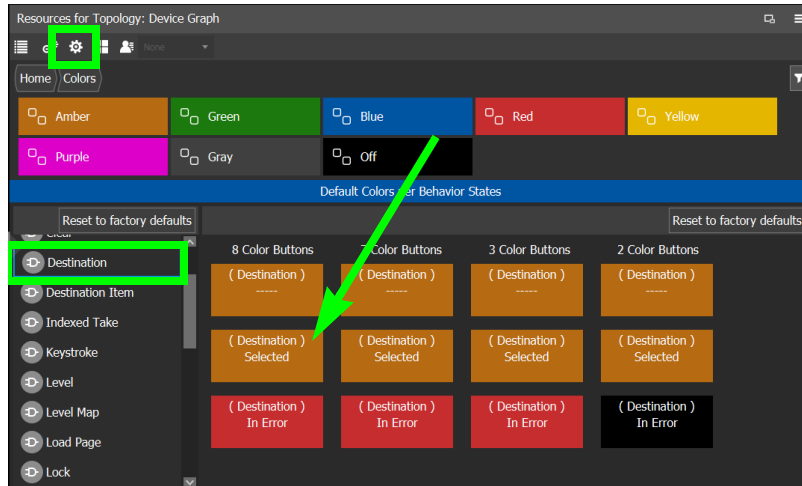 Resources for Topology: Device Graph
None
Home Colors
Amber Green Blue Red Yellow
Purple Gray Off
Default Colors per Behavior States
Reset to factory defaults Reset to factory defaults
Clear
Destination
Destination Item
Indexed Take
Keystroke
Level
Level Map
Load Page
Lock
8 Color Buttons 7 Color Buttons 3 Color Buttons 2 Color Buttons
( Destination ) ( Destination ) ( Destination ) ( Destination )
----- ----- ----- -----
( Destination ) ( Destination ) ( Destination ) ( Destination )
Selected Selected Selected Selected
( Destination ) ( Destination ) ( Destination ) ( Destination )
In Error In Error In Error In Error